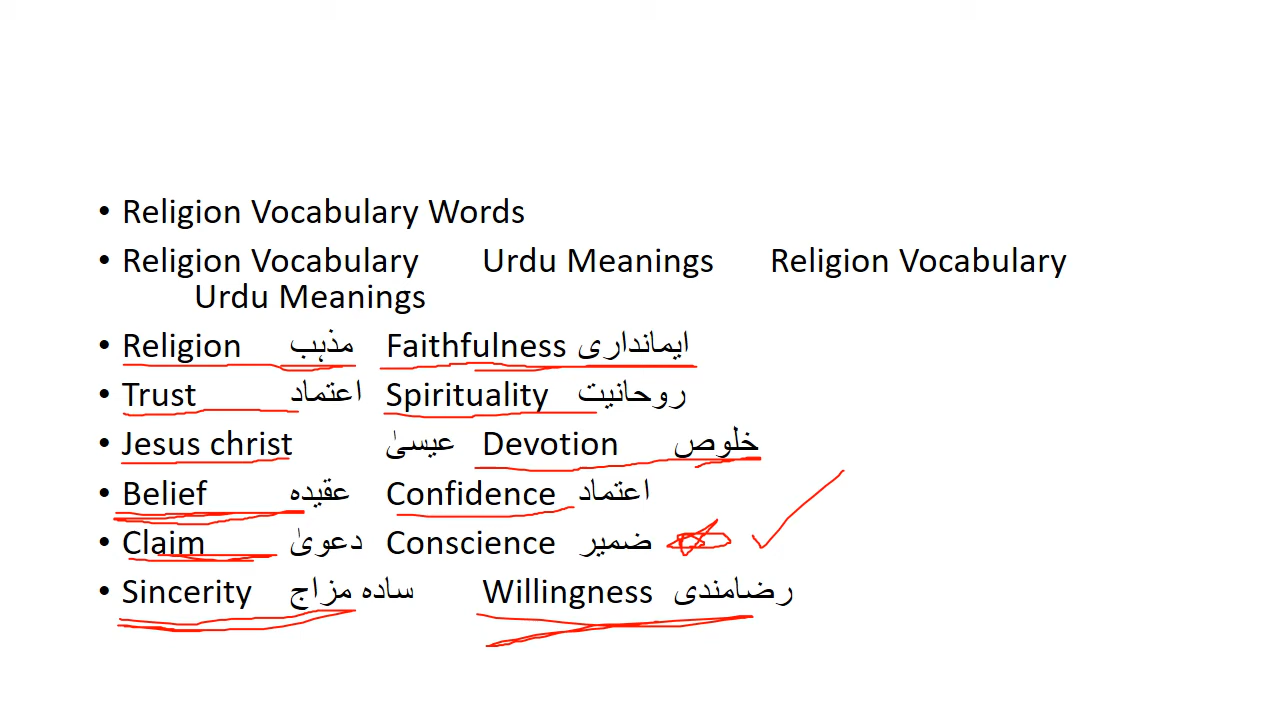 • Religion Vocabulary Words
• Religion Vocabulary Urdu Meanings Religion Vocabulary
Urdu Meanings
• Religion مذہب Faithfulness ایمانداری
• Trust اعتماد Spirituality روحانیت
• Jesus christ عیسیٰ Devotion خلوص
• Belief عقیدہ Confidence اعتماد
• Claim دعویٰ Conscience ضمیر
• Sincerity سادہ مزاج Willingness رضامندی